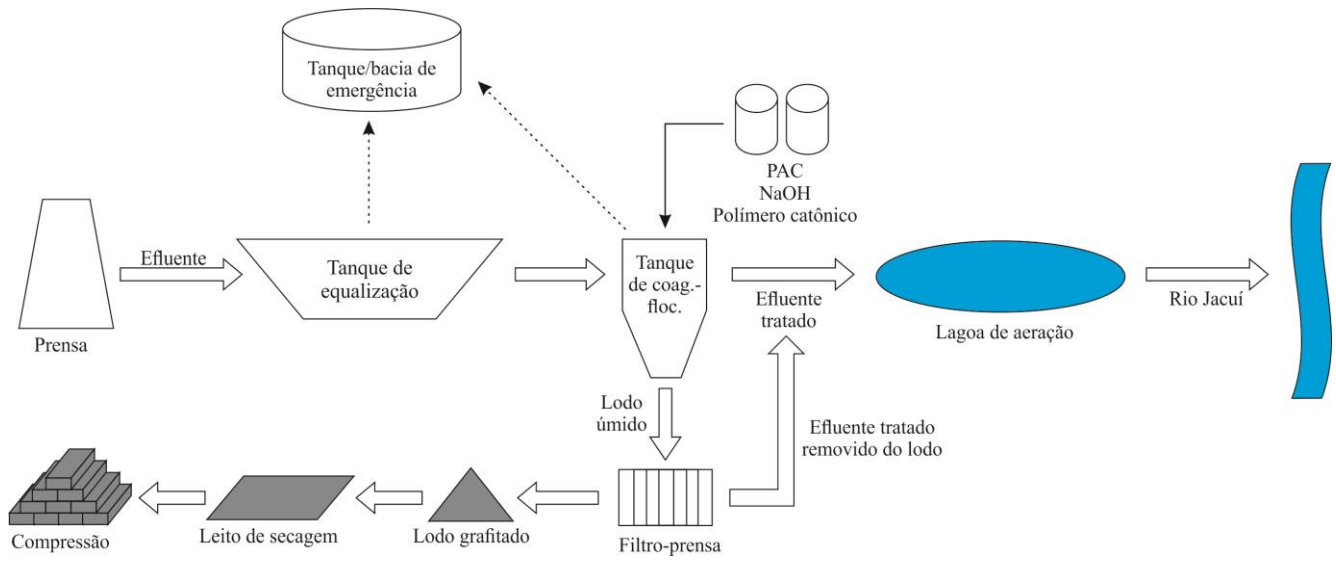 Tanque/bacia de
emergência
PAC
NaOH
Polímero catônico
Efluente
Tanque de
equalização
Tanque
de coag.-
floc.
Efluente
tratado
Rio Jacuí
Lagoa de aeração
Prensa
Lodo
úmido
Efluente tratado
removido do lodo
Compressão
Leito de secagem
Lodo grafitado
Filtro-prensa